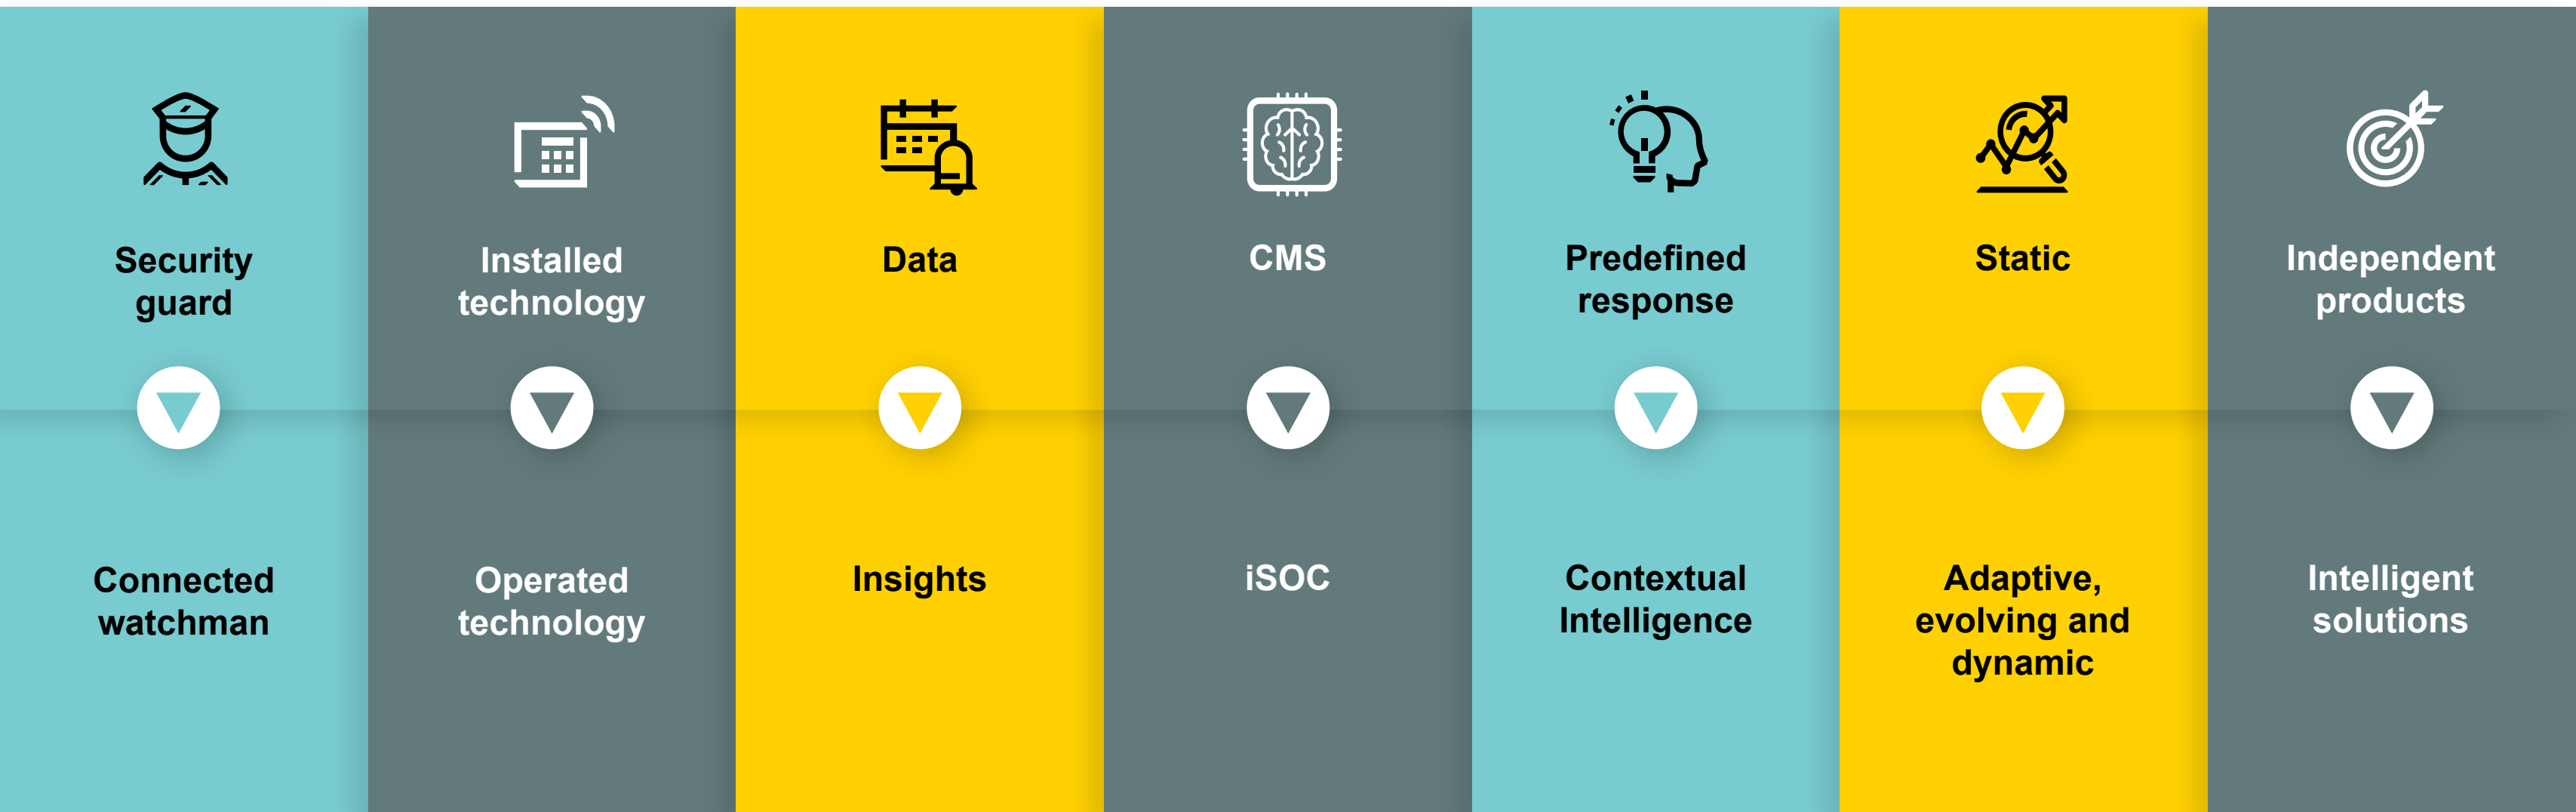 Security
guard
Installed
technology
Data
CMS
Predefined
response
Static
Independent
products
Connected
watchman
Operated
technology
Insights
iSOC
Contextual
Intelligence
Adaptive,
evolving and
dynamic
Intelligent
solutions